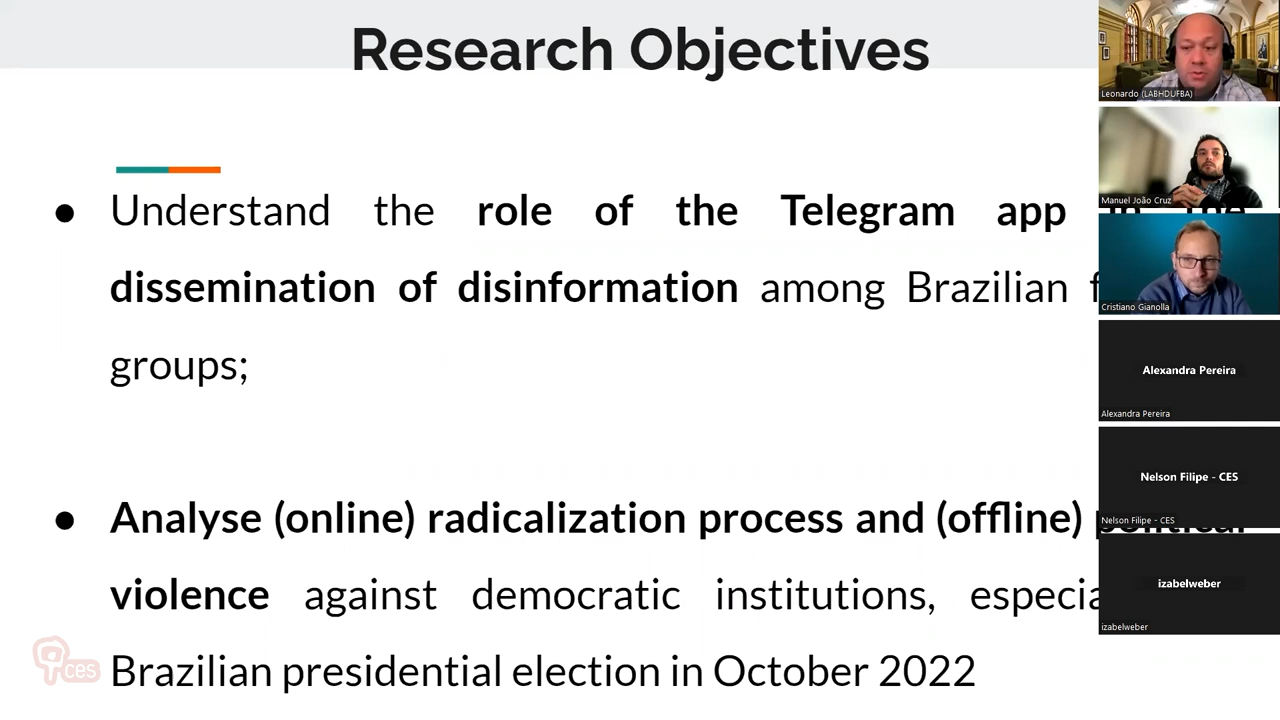 Research Objectives
● Understand the role of the Telegram app in the
dissemination of disinformation among Brazilian
groups;
● Analyse (online) radicalization process and (offline) political
violence against democratic institutions,
Brazilian presidential election in October 2022
ces
Leonardo (LABHDUFBA)
Manuel João Cruz
Cristiano Gianolla
Alexandra Pereira
Alexandra Pereira
Nelson Filipe - CES
Nelson Filipe - CES
izabelweber
izabelweber